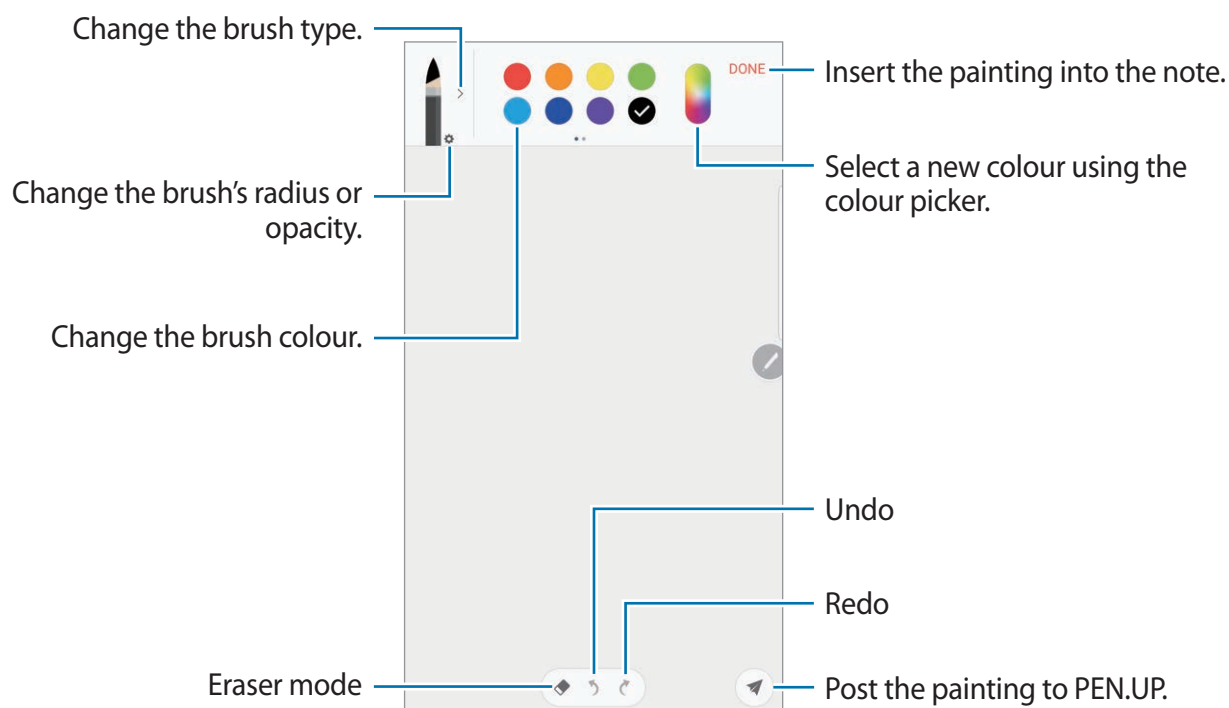 Change the brush type.
DONE
Insert the painting into the note.
Select a new colour using the
colour picker.
Change the brush’s radius or
opacity.
Change the brush colour.
Undo
Redo
Eraser mode
Post the painting to PEN.UP.